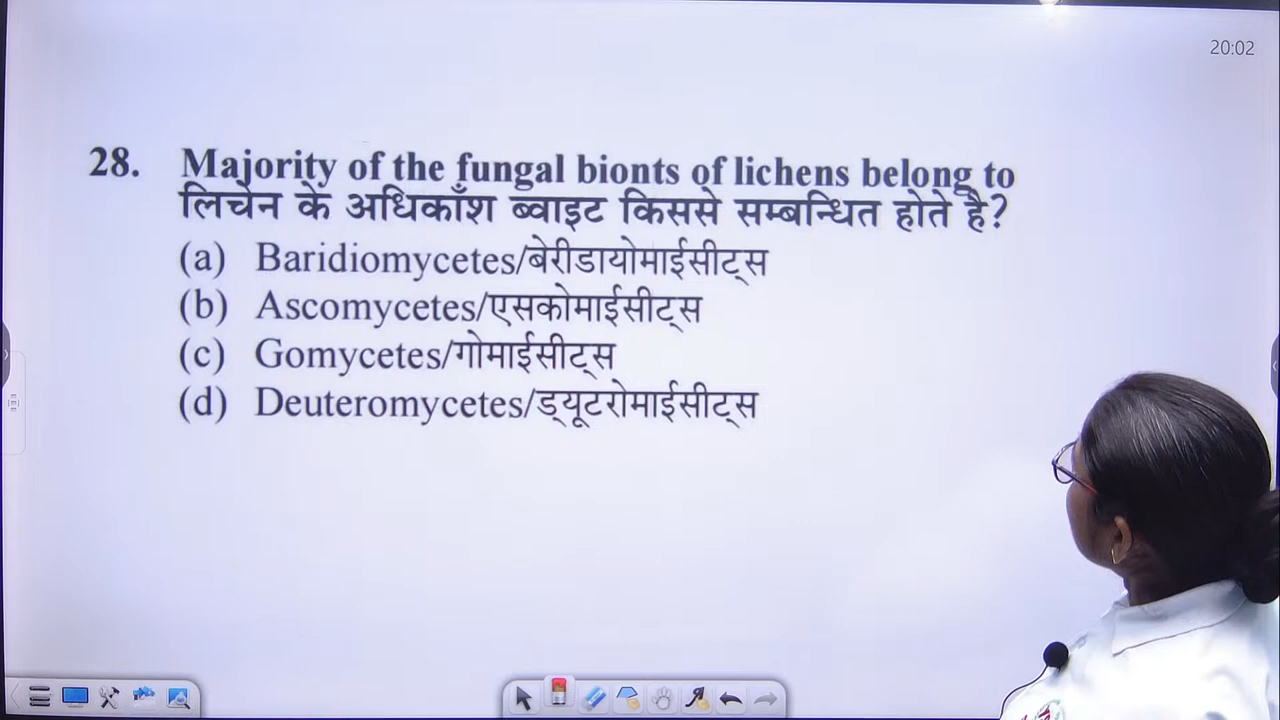 20:02
28. Majority of the fungal bionts of lichens belong to
लिचेन के अधिकाँश ब्वाइट किससे सम्बन्धित होते है?
(a) Baridiomycetes/बेरीडायोमाईसीट्स
(b) Ascomycetes/एसकोमाईसीट्स
(c) Gomycetes/गोमाईसीट्स
(d) Deuteromycetes/ड्यूटरोमाईसीट्स